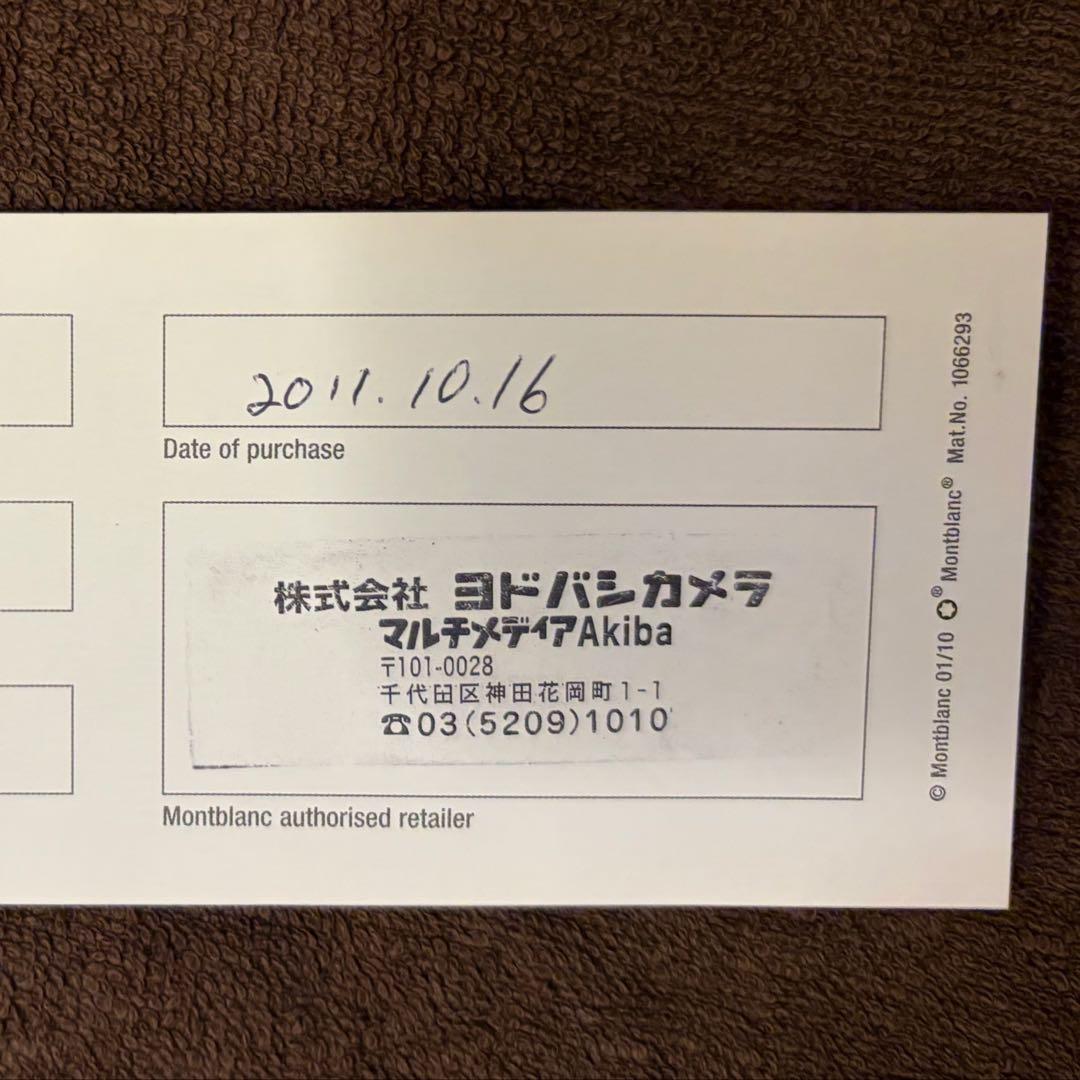 2011.10.16
Date of purchase
株式会社 ヨドバシカメラ
マルチメディアAkiba
〒101-0028
千代田区神田花岡町1-1
☎03(5209)1010
Montblanc authorised retailer
© Montblanc 01/10 ® Montblanc® Mat.No. 1066293